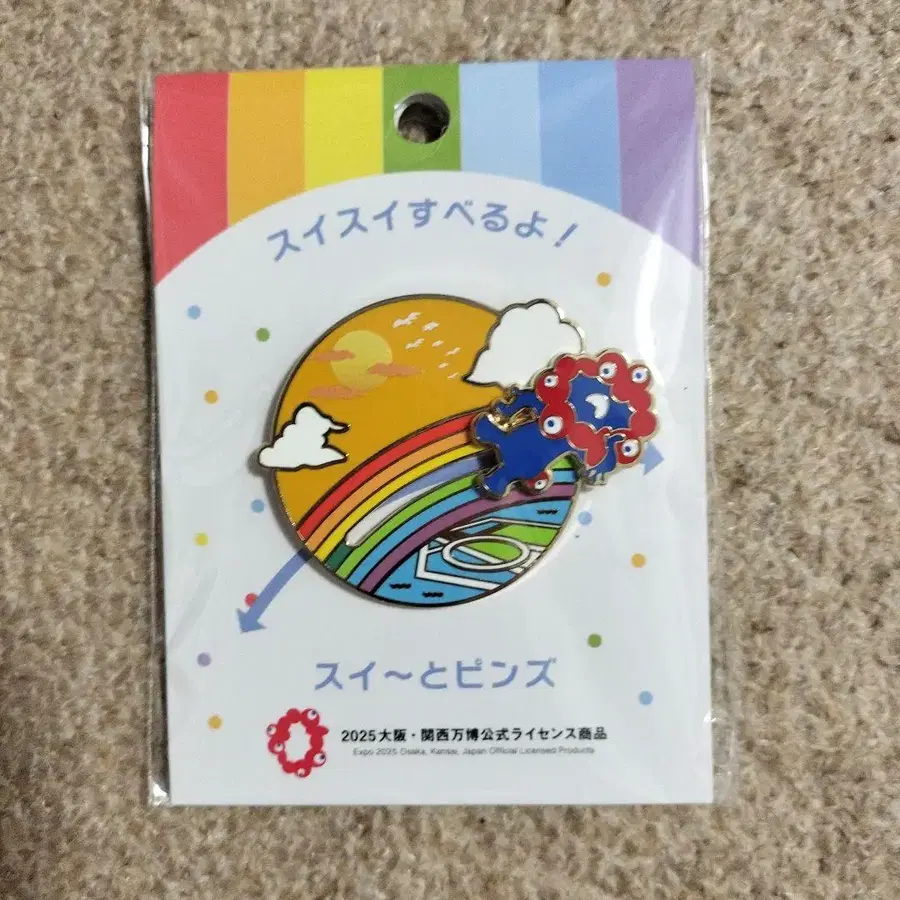 スイスイすべるよ!
スイ〜とピンズ
2025大阪・関西万博公式ライセンス商品
Expo 2025 Osaka, Kansai, Japan Official Licensed Products